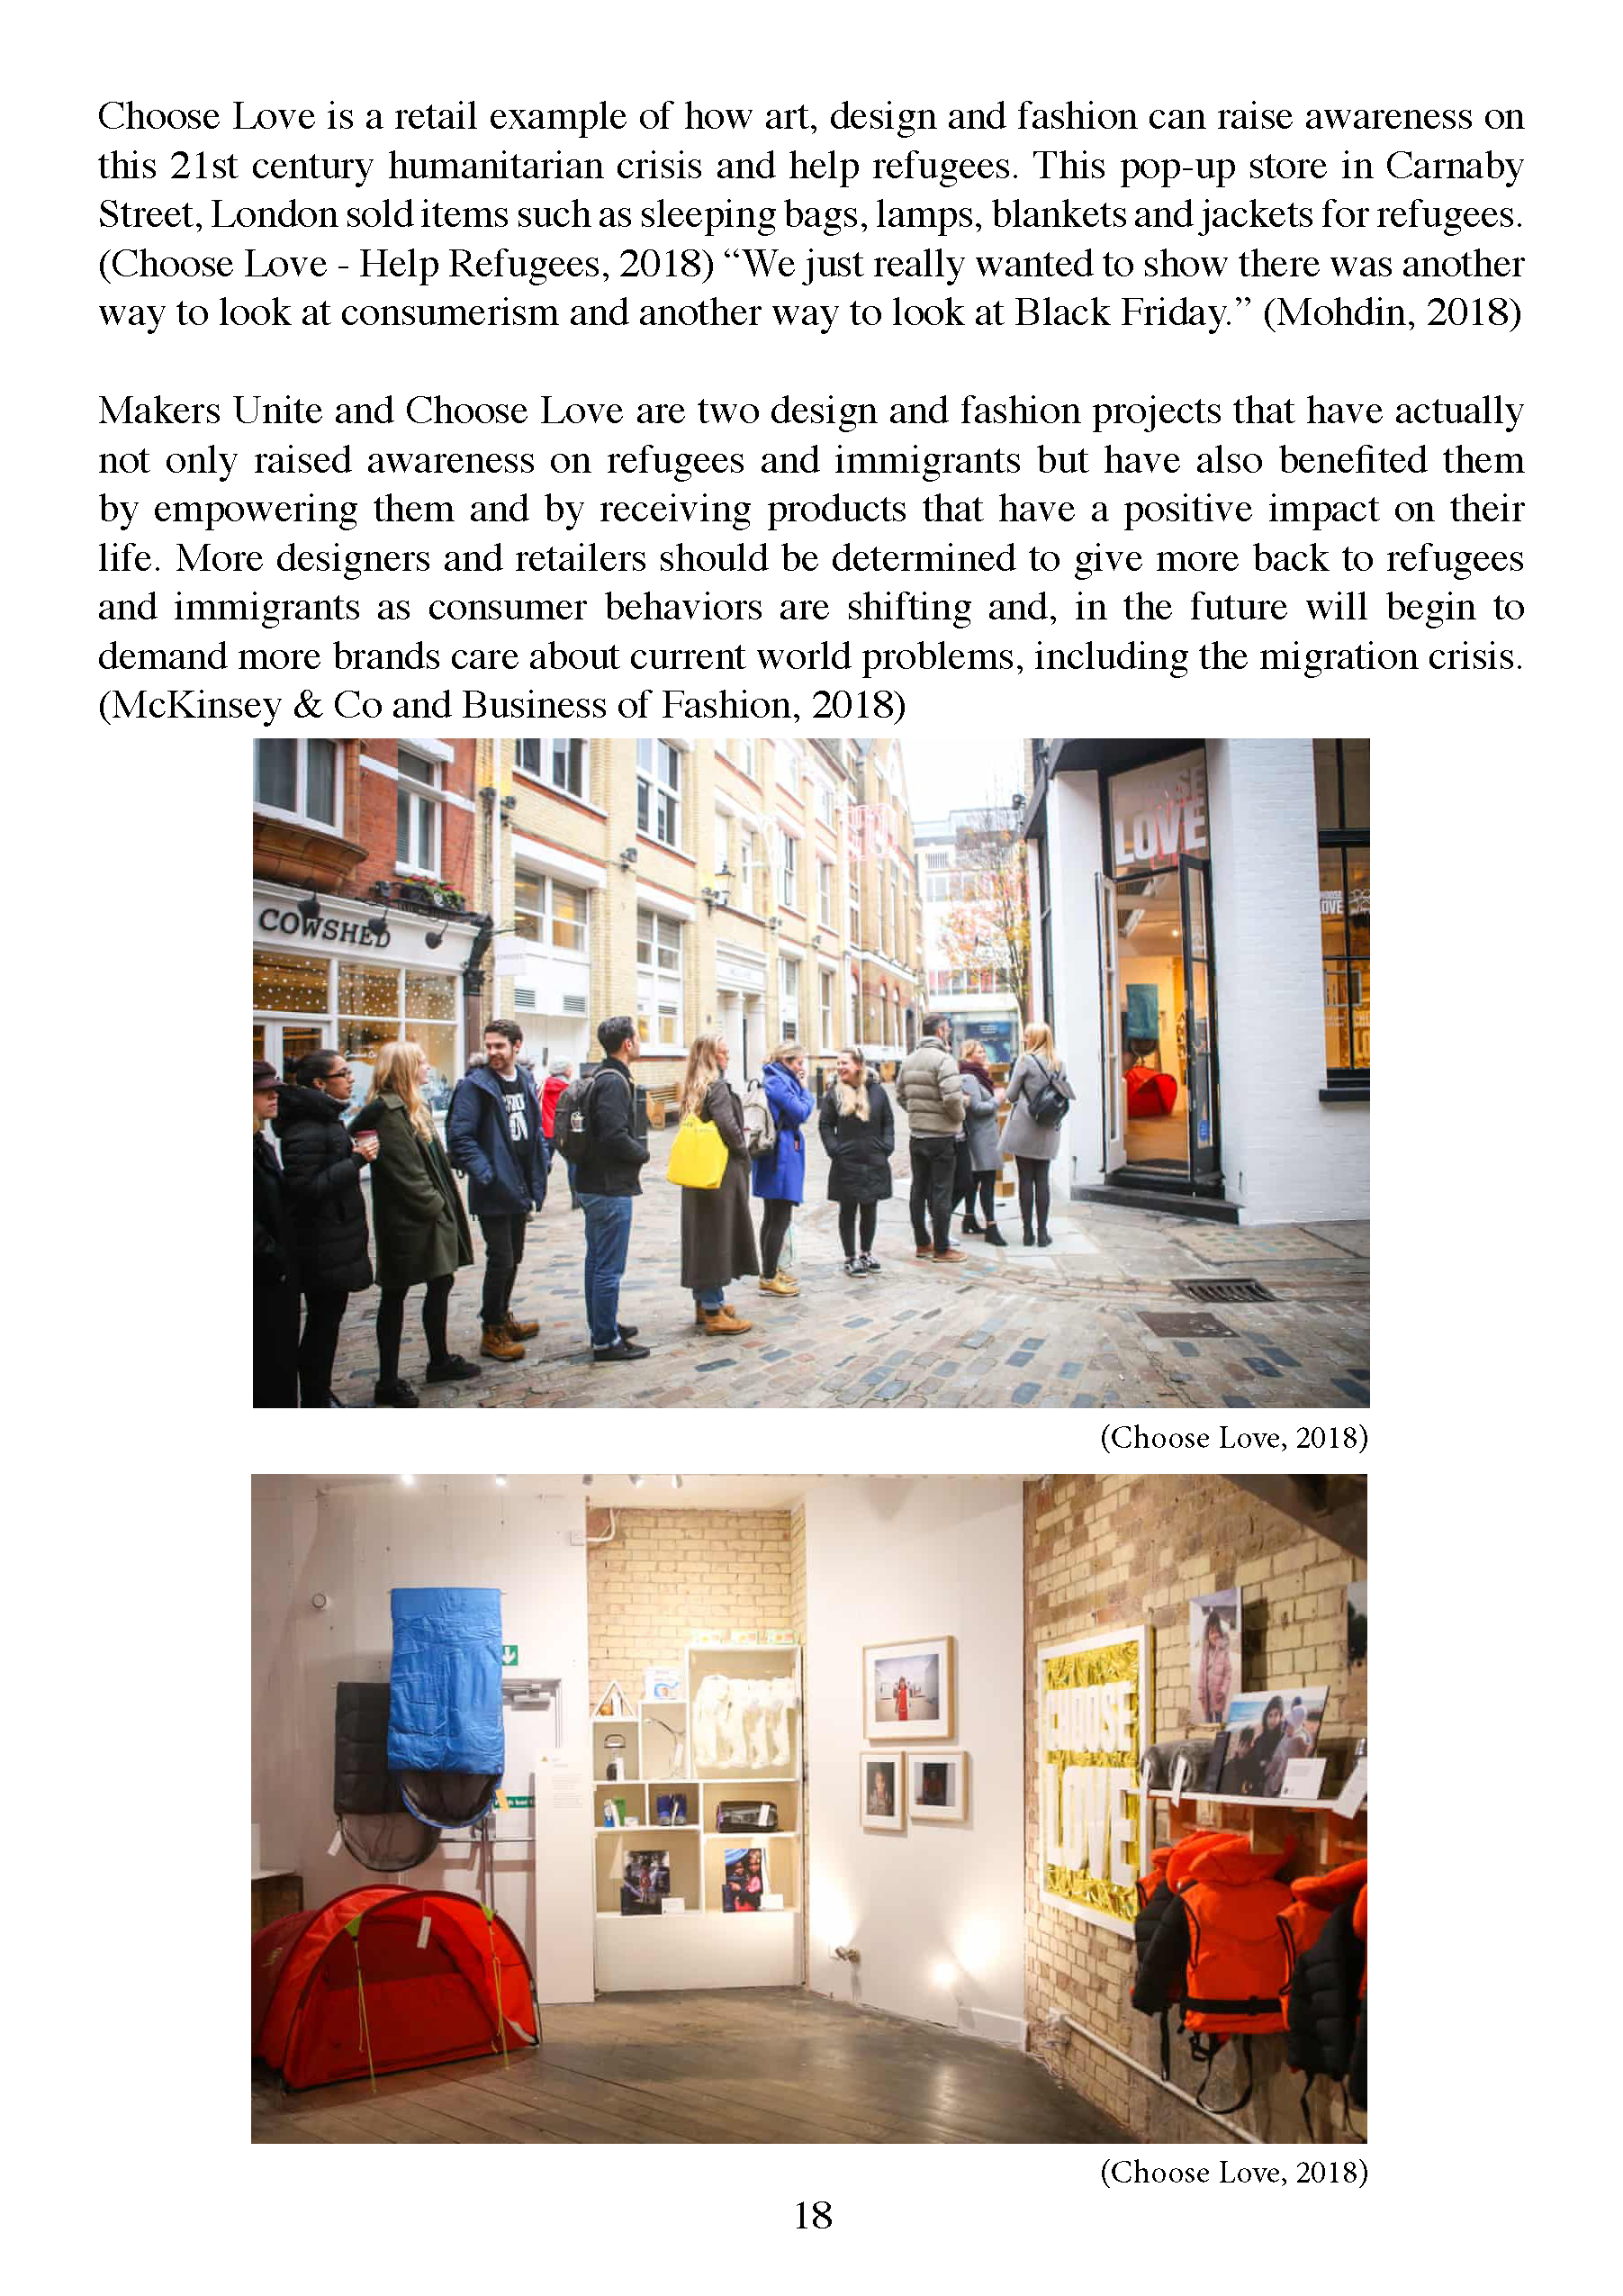 Choose Love is a retail example of how art, design and fashion can raise awareness on
this 21st century humanitarian crisis and help refugees. This pop-up store in Carnaby
Street, London sold items such as sleeping bags, lamps, blankets and jackets for refugees.
(Choose Love - Help Refugees, 2018) “We just really wanted to show there was another
way to look at consumerism and another way to look at Black Friday.” (Mohdin, 2018)
Makers Unite and Choose Love are two design and fashion projects that have actually
not only raised awareness on refugees and immigrants but have also benefited them
by empowering them and by receiving products that have a positive impact on their
life. More designers and retailers should be determined to give more back to refugees
and immigrants as consumer behaviors are shifting and, in the future will begin to
demand more brands care about current world problems, including the migration crisis.
(McKinsey & Co and Business of Fashion, 2018)
LOVE
COWSHED
(Choose Love, 2018)
CHOOSE
LOVE
(Choose Love, 2018)
18